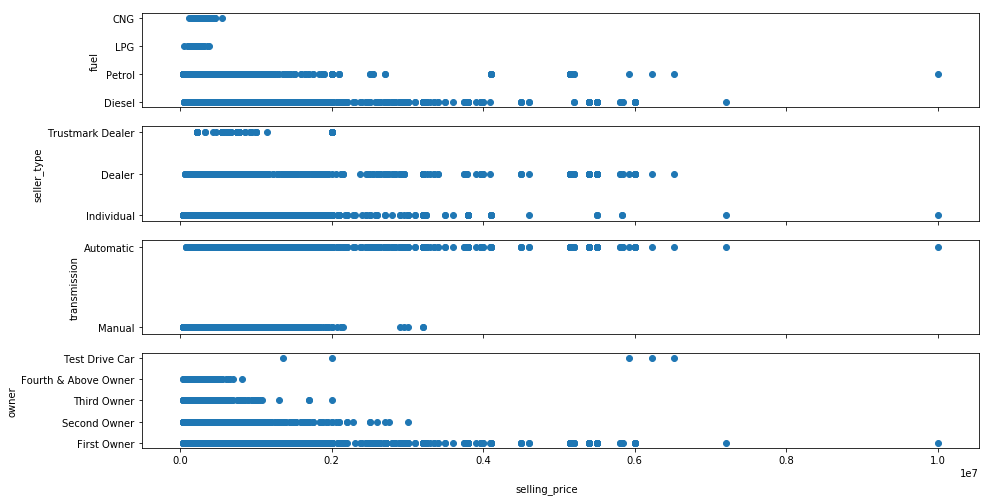 fuel
CNG
LPG
Petrol
Diesel
seller_type
Trustmark Dealer
Dealer
Individual
transmission
Automatic
Manual
owner
Test Drive Car
Fourth & Above Owner
Third Owner
Second Owner
First Owner
0.0 0.2 0.4 0.6 0.8 1.0
1e7
selling_price